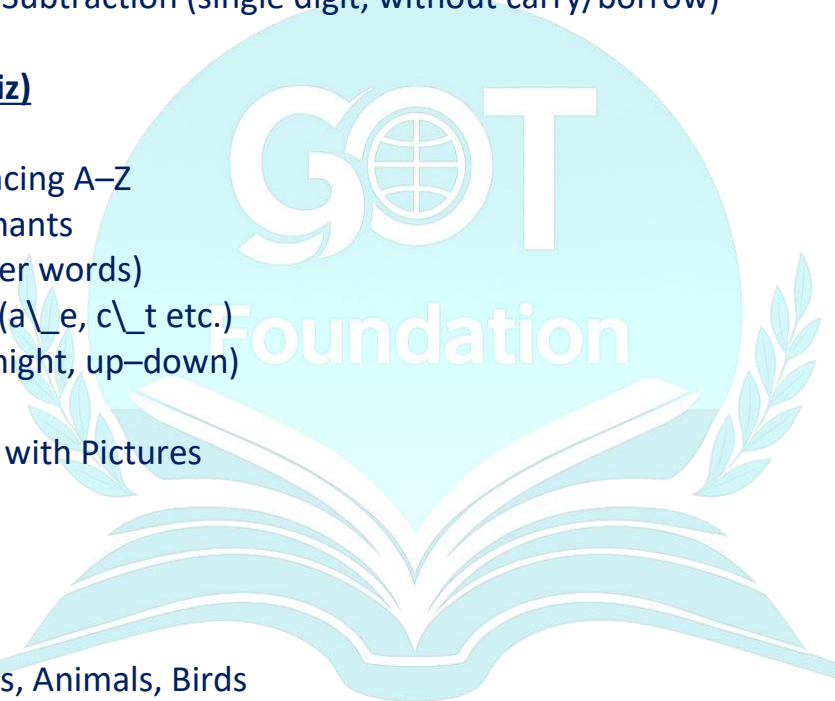 Subtraction (single digit, without carry/borrow)
iz)
GOT
acing A–Z
nants
er words)
(a\_e, c\_t etc.)
Foundation
night, up–down)
with Pictures
s, Animals, Birds